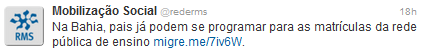 Mobilização Social @rederms 18h
Na Bahia, pais já podem se programar para as matrículas da rede
pública de ensino migre.me/7iv6W.
RMS